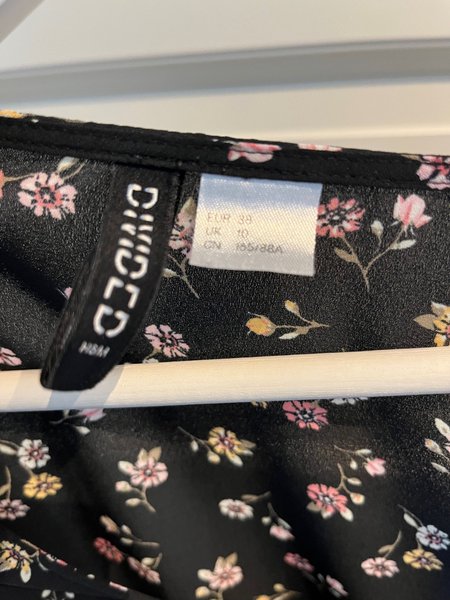 DIVIDED
H&M
EUR 38
UK 10
CN 165/88A